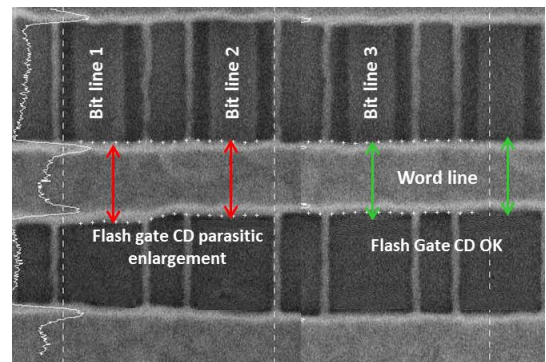 Bit line 1
Bit line 2
Bit line 3
Word line
Flash gate CD parasitic
enlargement
Flash Gate CD OK